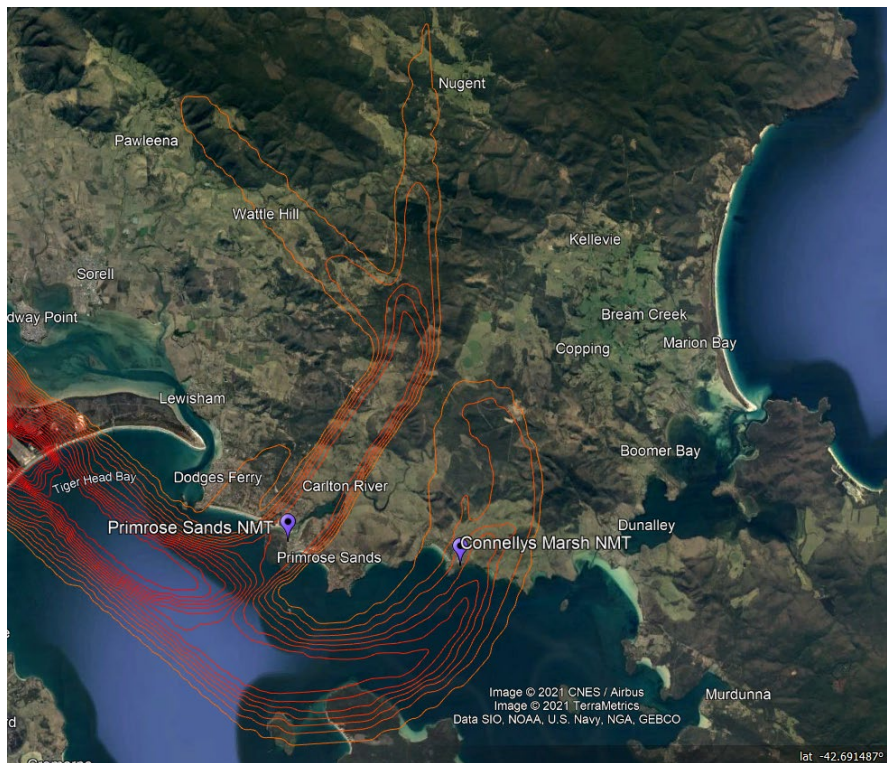 Nugent
Pawleena
Wattle Hill
Kellevie
Sorell
dway Point
Bream Creek
Marion Bay
Copping
Lewisham
Boomer Bay
Tiger Head Bay
Dodges Ferry
Carlton River
Primrose Sands NMT
Dunalley
Connellys Marsh NMT
Primrose Sands
Murdunna
Image © 2021 CNES / Airbus
Image © 2021 TerraMetrics
Data SIO, NOAA, U.S. Navy, NGA, GEBCO
rd
lat -42.691487°